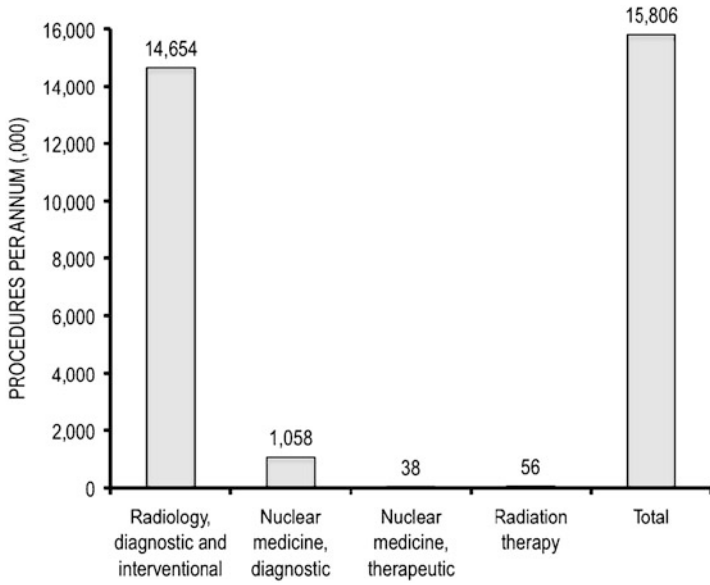 PROCEDURES PER ANNUM (,000)
16,000
14,000
12,000
10,000
8,000
6,000
4,000
2,000
0
14,654
1,058
38
56
15,806
Radiology,
diagnostic and
interventional
Nuclear
medicine,
diagnostic
Nuclear
medicine,
therapeutic
Radiation
therapy
Total